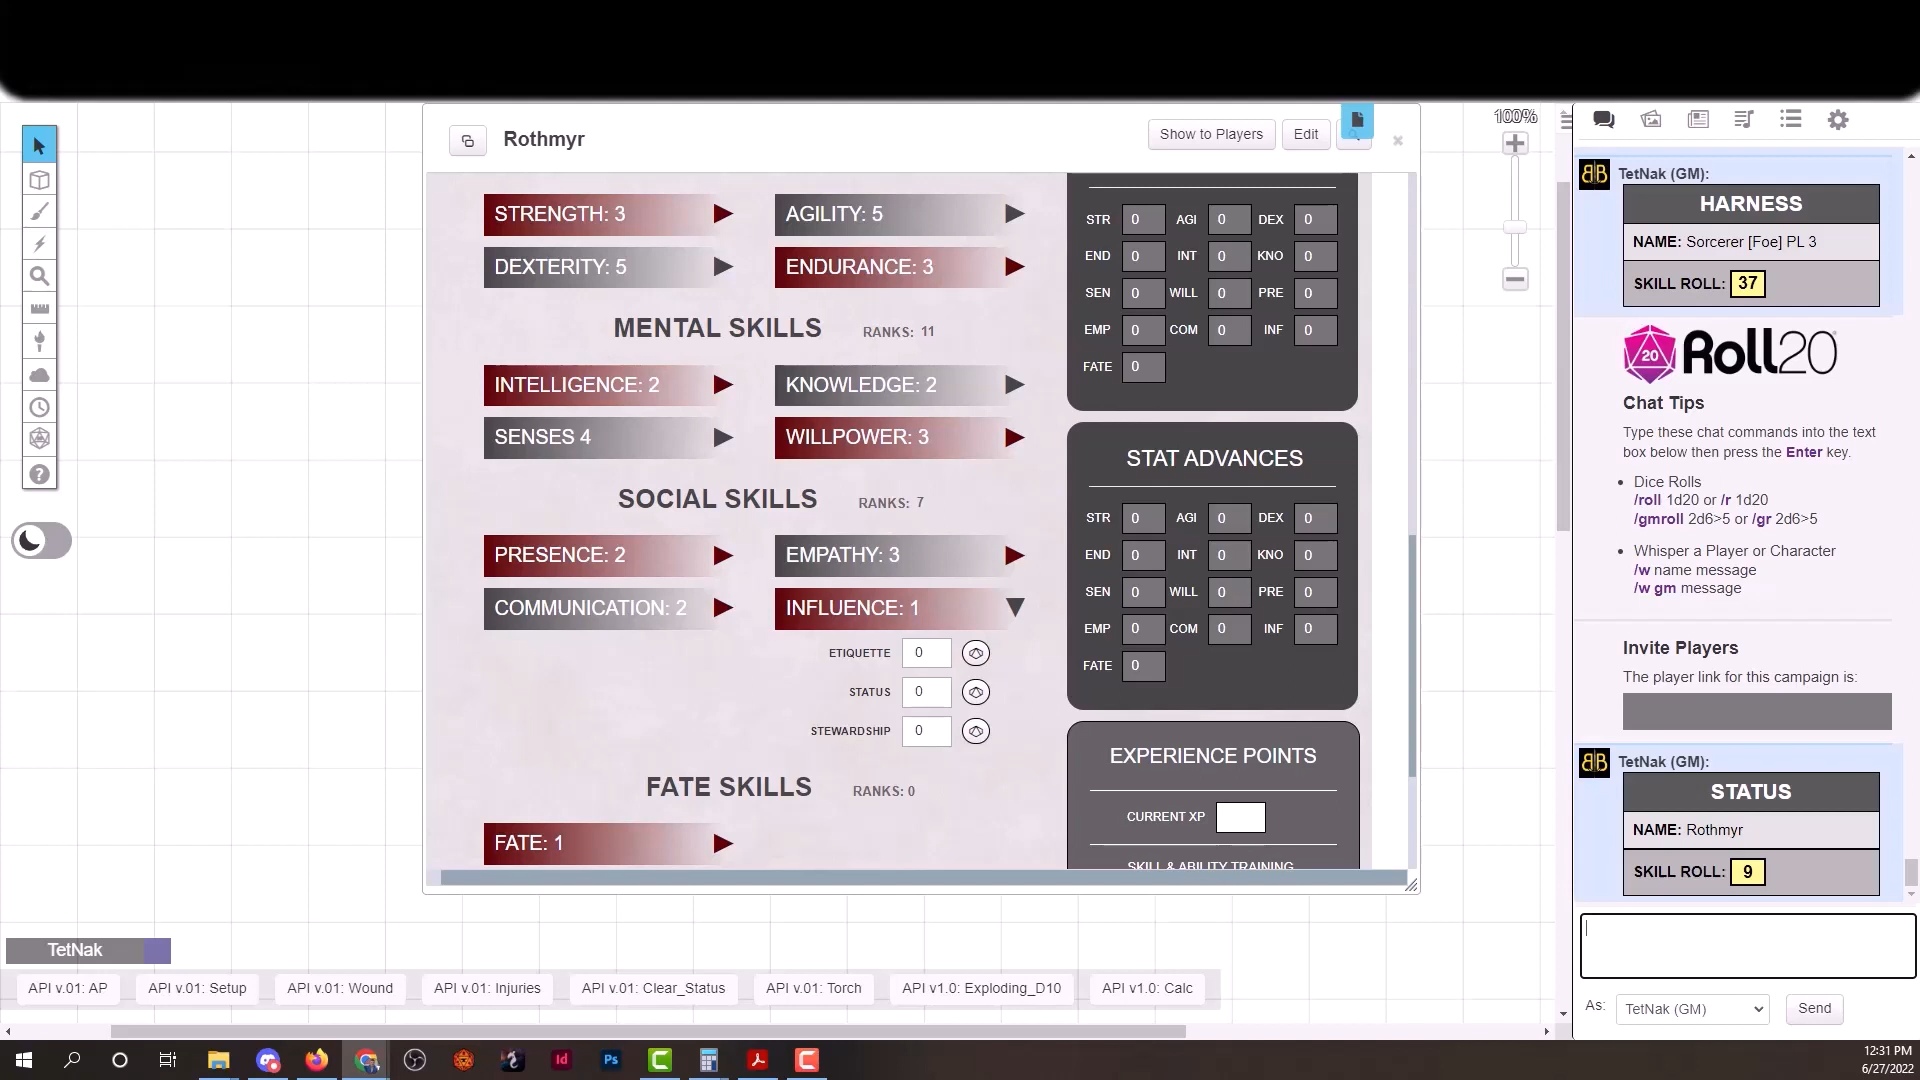 Rothmyr
Show to Players
Edit
100%
STRENGTH: 3
AGILITY: 5
DEXTERITY: 5
ENDURANCE: 3
MENTAL SKILLS
RANKS: 11
INTELLIGENCE: 2
KNOWLEDGE: 2
SENSES 4
WILLPOWER: 3
SOCIAL SKILLS
RANKS: 7
PRESENCE: 2
EMPATHY: 3
COMMUNICATION: 2
INFLUENCE: 1
ETIQUETTE 0
STATUS 0
STEWARDSHIP 0
FATE SKILLS
RANKS: 0
FATE: 1
STR 0 AGI 0 DEX 0
END 0 INT 0 KNO 0
SEN 0 WILL 0 PRE 0
EMP 0 COM 0 INF 0
FATE 0
STAT ADVANCES
STR 0 AGI 0 DEX 0
END 0 INT 0 KNO 0
SEN 0 WILL 0 PRE 0
EMP 0 COM 0 INF 0
FATE 0
EXPERIENCE POINTS
CURRENT XP
SKILL & ABILITY TRAINING
TetNak (GM):
HARNESS
NAME: Sorcerer [Foe] PL 3
SKILL ROLL: 37
20 Roll20
Chat Tips
Type these chat commands into the text
box below then press the Enter key.
• Dice Rolls
/roll 1d20 or /r 1d20
/gmroll 2d6>5 or /gr 2d6>5
• Whisper a Player or Character
/w name message
/w gm message
Invite Players
The player link for this campaign is:
TetNak (GM):
STATUS
NAME: Rothmyr
SKILL ROLL: 9
As: TetNak (GM)
Send
TetNak
API v.01: AP
API v.01: Setup
API v.01: Wound
API v.01: Injuries
API v.01: Clear_Status
API v.01: Torch
API v1.0: Exploding_D10
API v1.0: Calc
Id
Ps
12:31 PM
6/27/2022